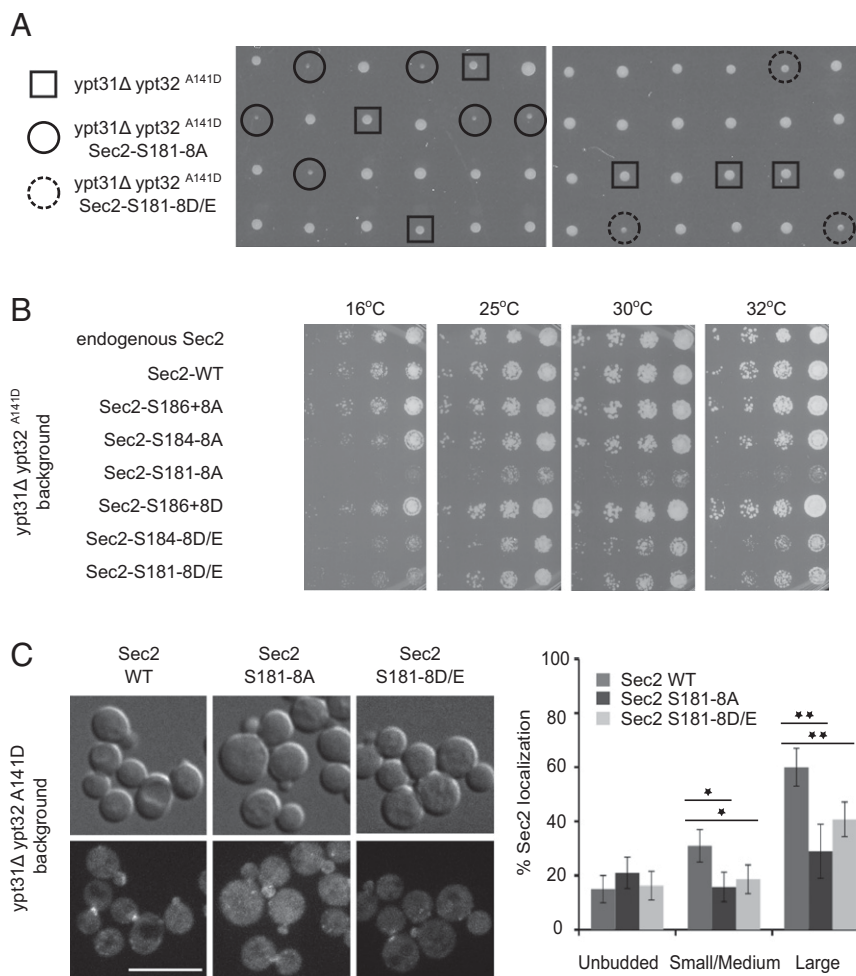 A
ypt31Δ ypt32 A141D
ypt31Δ ypt32 A141D
Sec2-S181-8A
ypt31Δ ypt32 A141D
Sec2-S181-8D/E
B
16°C 25°C 30°C 32°C
ypt31Δ ypt32 A141D
background
endogenous Sec2
Sec2-WT
Sec2-S186+8A
Sec2-S184-8A
Sec2-S181-8A
Sec2-S186+8D
Sec2-S184-8D/E
Sec2-S181-8D/E
C
Sec2
WT
Sec2
S181-8A
Sec2
S181-8D/E
ypt31Δ ypt32 A141D
background
% Sec2 localization
100
80
60
40
20
0
Sec2 WT
Sec2 S181-8A
Sec2 S181-8D/E
Unbudded Small/Medium Large